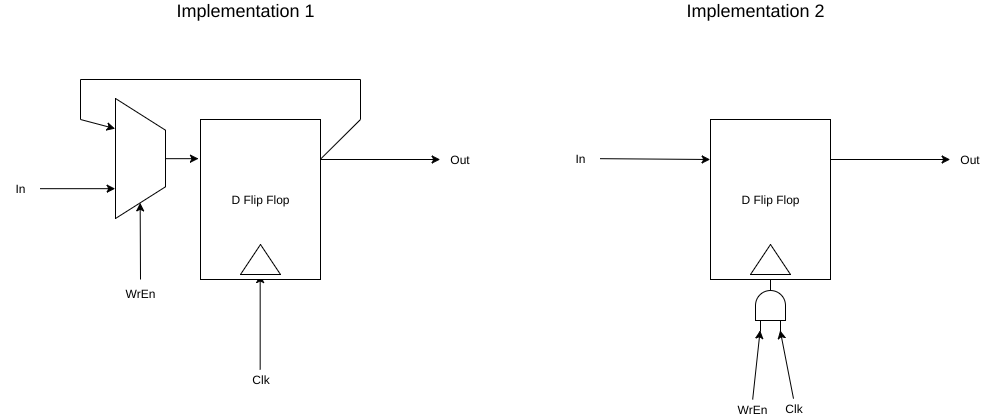 Implementation 1
Implementation 2
In
WrEn
D Flip Flop
Clk
Out
In
D Flip Flop
WrEn
Clk
Out